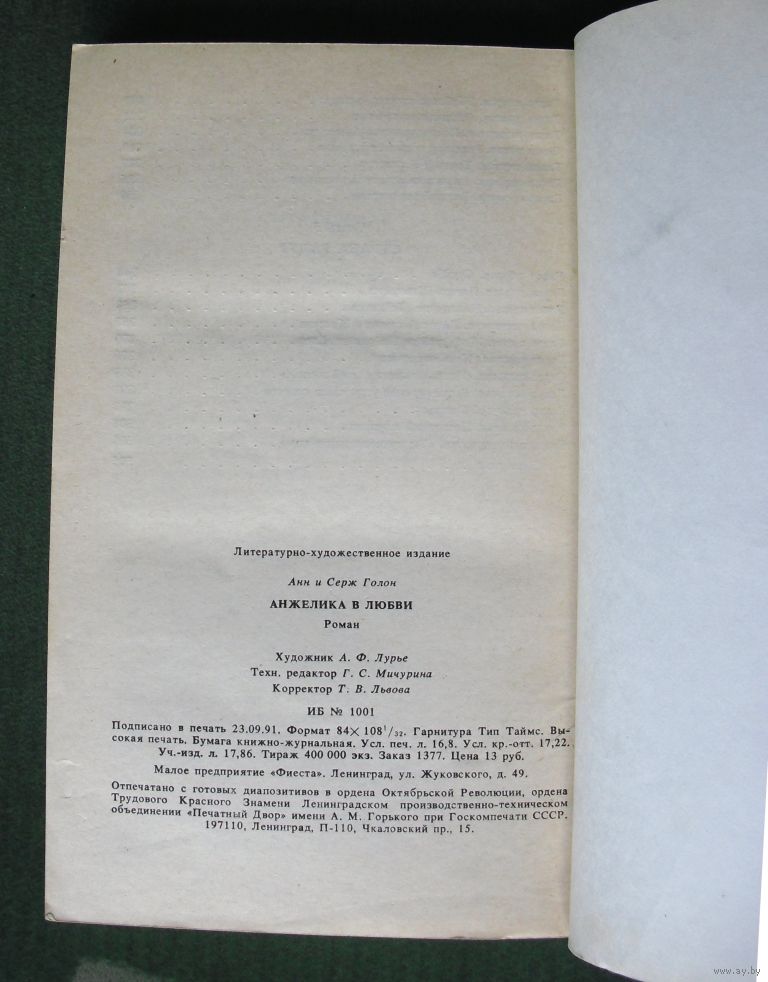 Литературно-художественное издание
Анн и Серж Голон
АНЖЕЛИКА В ЛЮБВИ
Роман
Художник А. Ф. Лурье
Техн. редактор Г. С. Мичурина
Корректор Т. В. Львова
ИБ № 1001
Подписано в печать 23.09.91. Формат 84×108¹/₃₂. Гарнитура Тип Таймс. Вы-
сокая печать. Бумага книжно-журнальная. Усл. печ. л. 16,8. Усл. кр.-отт. 17,22.
Уч.-изд. л. 17,86. Тираж 400 000 экз. Заказ 1377. Цена 13 руб.
Малое предприятие «Фиеста». Ленинград, ул. Жуковского, д. 49.
Отпечатано с готовых диапозитивов в ордена Октябрьской Революции, ордена
Трудового Красного Знамени Ленинградском производственно-техническом
объединении «Печатный Двор» имени А. М. Горького при Госкомпечати СССР.
197110, Ленинград, П-110, Чкаловский пр., 15.
www.ay.by